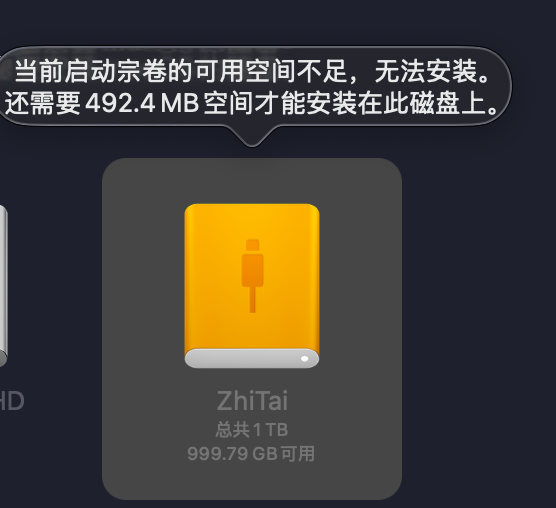 当前启动宗卷的可用空间不足，无法安装。
还需要 492.4 MB 空间才能安装在此磁盘上。
HD
ZhiTai
总共 1 TB
999.79 GB 可用